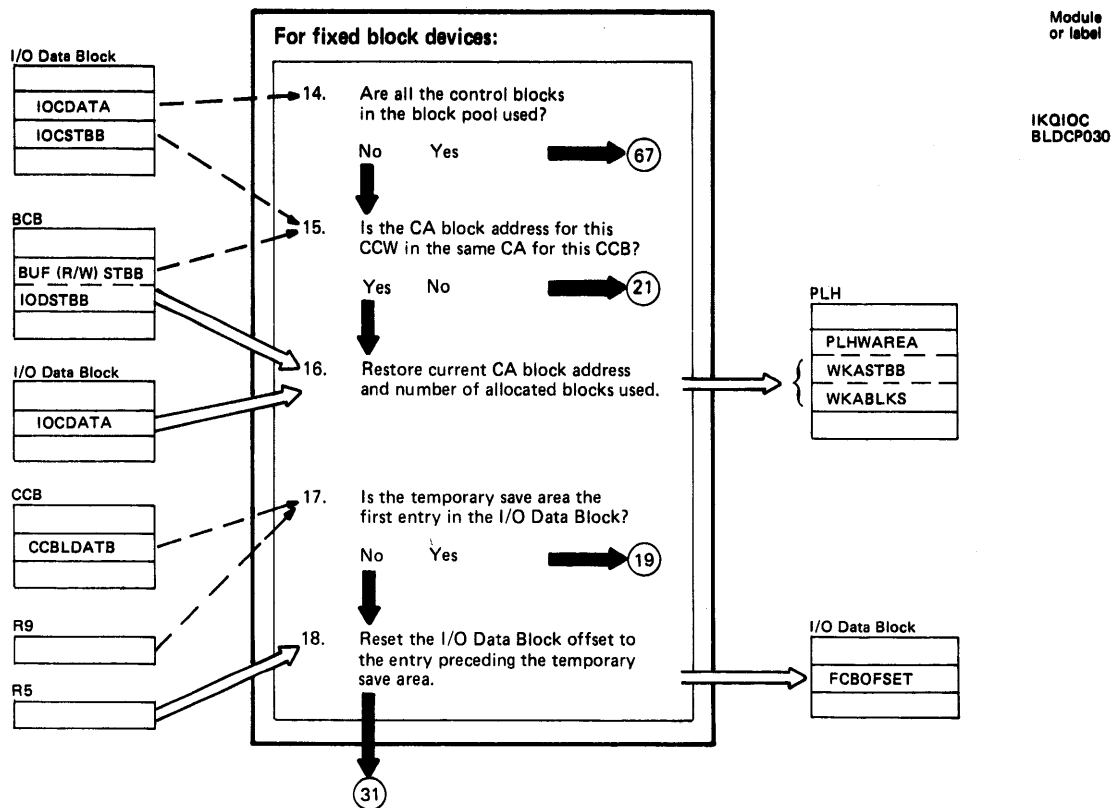 Module
or label
For fixed block devices:
I/O Data Block
IOCDATA
IOCSTBB
14. Are all the control blocks
in the block pool used?
No Yes 67
IKQIOC
BLDCP030
BCB
BUF (R/W) STBB
IODSTBB
15. Is the CA block address for this
CCW in the same CA for this CCB?
Yes No 21
I/O Data Block
IOCDATA
16. Restore current CA block address
and number of allocated blocks used.
PLH
PLHWAREA
WKASTBB
WKABLKS
CCB
CCBLDATB
17. Is the temporary save area the
first entry in the I/O Data Block?
No Yes 19
R9
R5
18. Reset the I/O Data Block offset to
the entry preceding the temporary
save area.
I/O Data Block
FCBOFSET
31